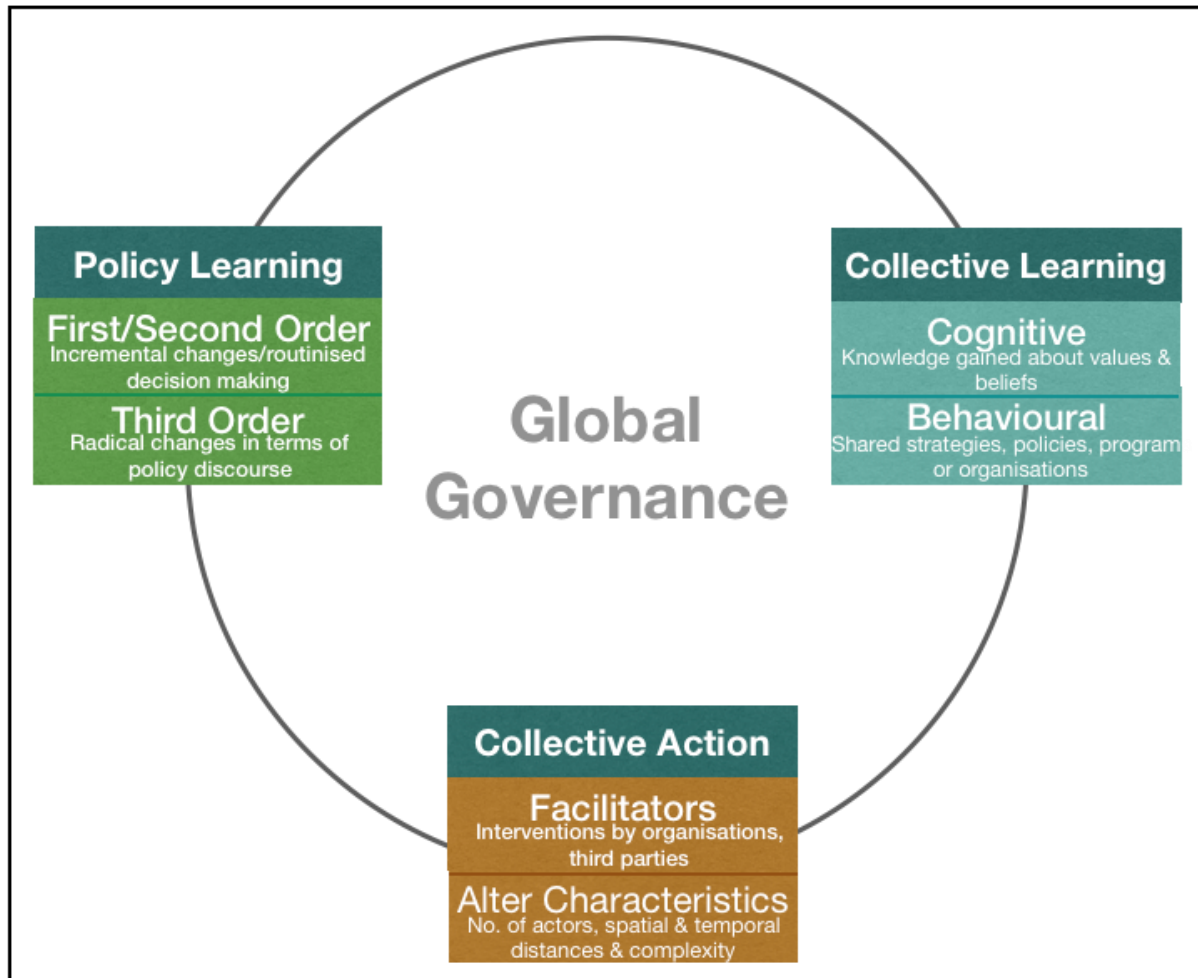 Policy Learning
First/Second Order
Incremental changes/routinised
decision making
Third Order
Radical changes in terms of
policy discourse
Global
Governance
Collective Learning
Cognitive
Knowledge gained about values &
beliefs
Behavioural
Shared strategies, policies, program
or organisations
Collective Action
Facilitators
Interventions by organisations,
third parties
Alter Characteristics
No. of actors, spatial & temporal
distances & complexity